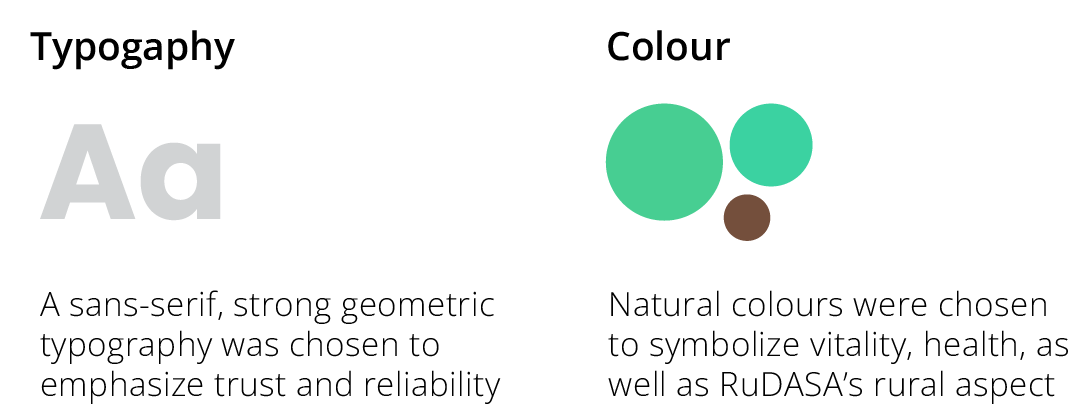 Typogaphy
Aa
A sans-serif, strong geometric
typography was chosen to
emphasize trust and reliability
Colour
Natural colours were chosen
to symbolize vitality, health, as
well as RuDASA’s rural aspect